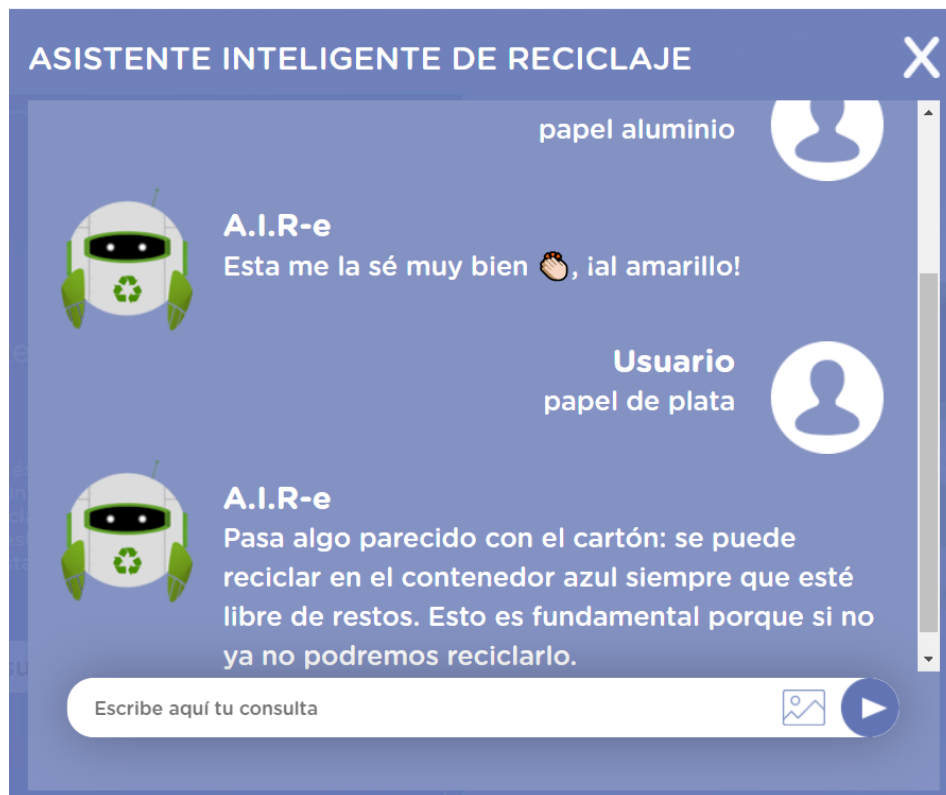 ASISTENTE INTELIGENTE DE RECICLAJE
X
papel aluminio
A.I.R-e
Esta me la sé muy bien 👏, ¡al amarillo!
Usuario
papel de plata
A.I.R-e
Pasa algo parecido con el cartón: se puede
reciclar en el contenedor azul siempre que esté
libre de restos. Esto es fundamental porque si no
ya no podremos reciclarlo.
Escribe aquí tu consulta